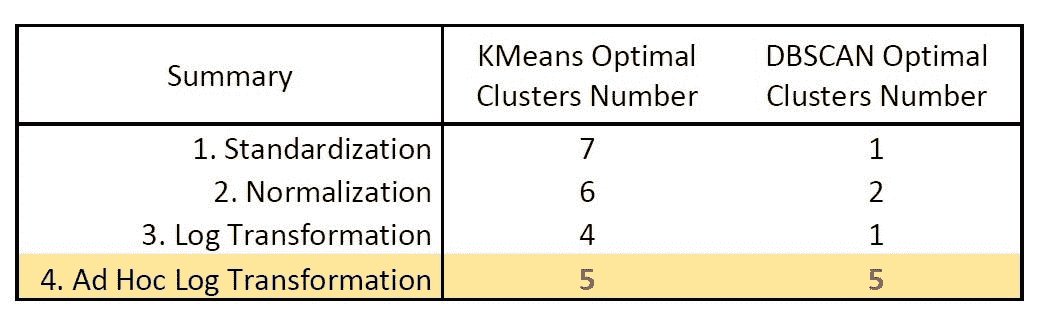 Summary
KMeans Optimal
Clusters Number
DBSCAN Optimal
Clusters Number
1. Standardization 7 1
2. Normalization 6 2
3. Log Transformation 4 1
4. Ad Hoc Log Transformation 5 5